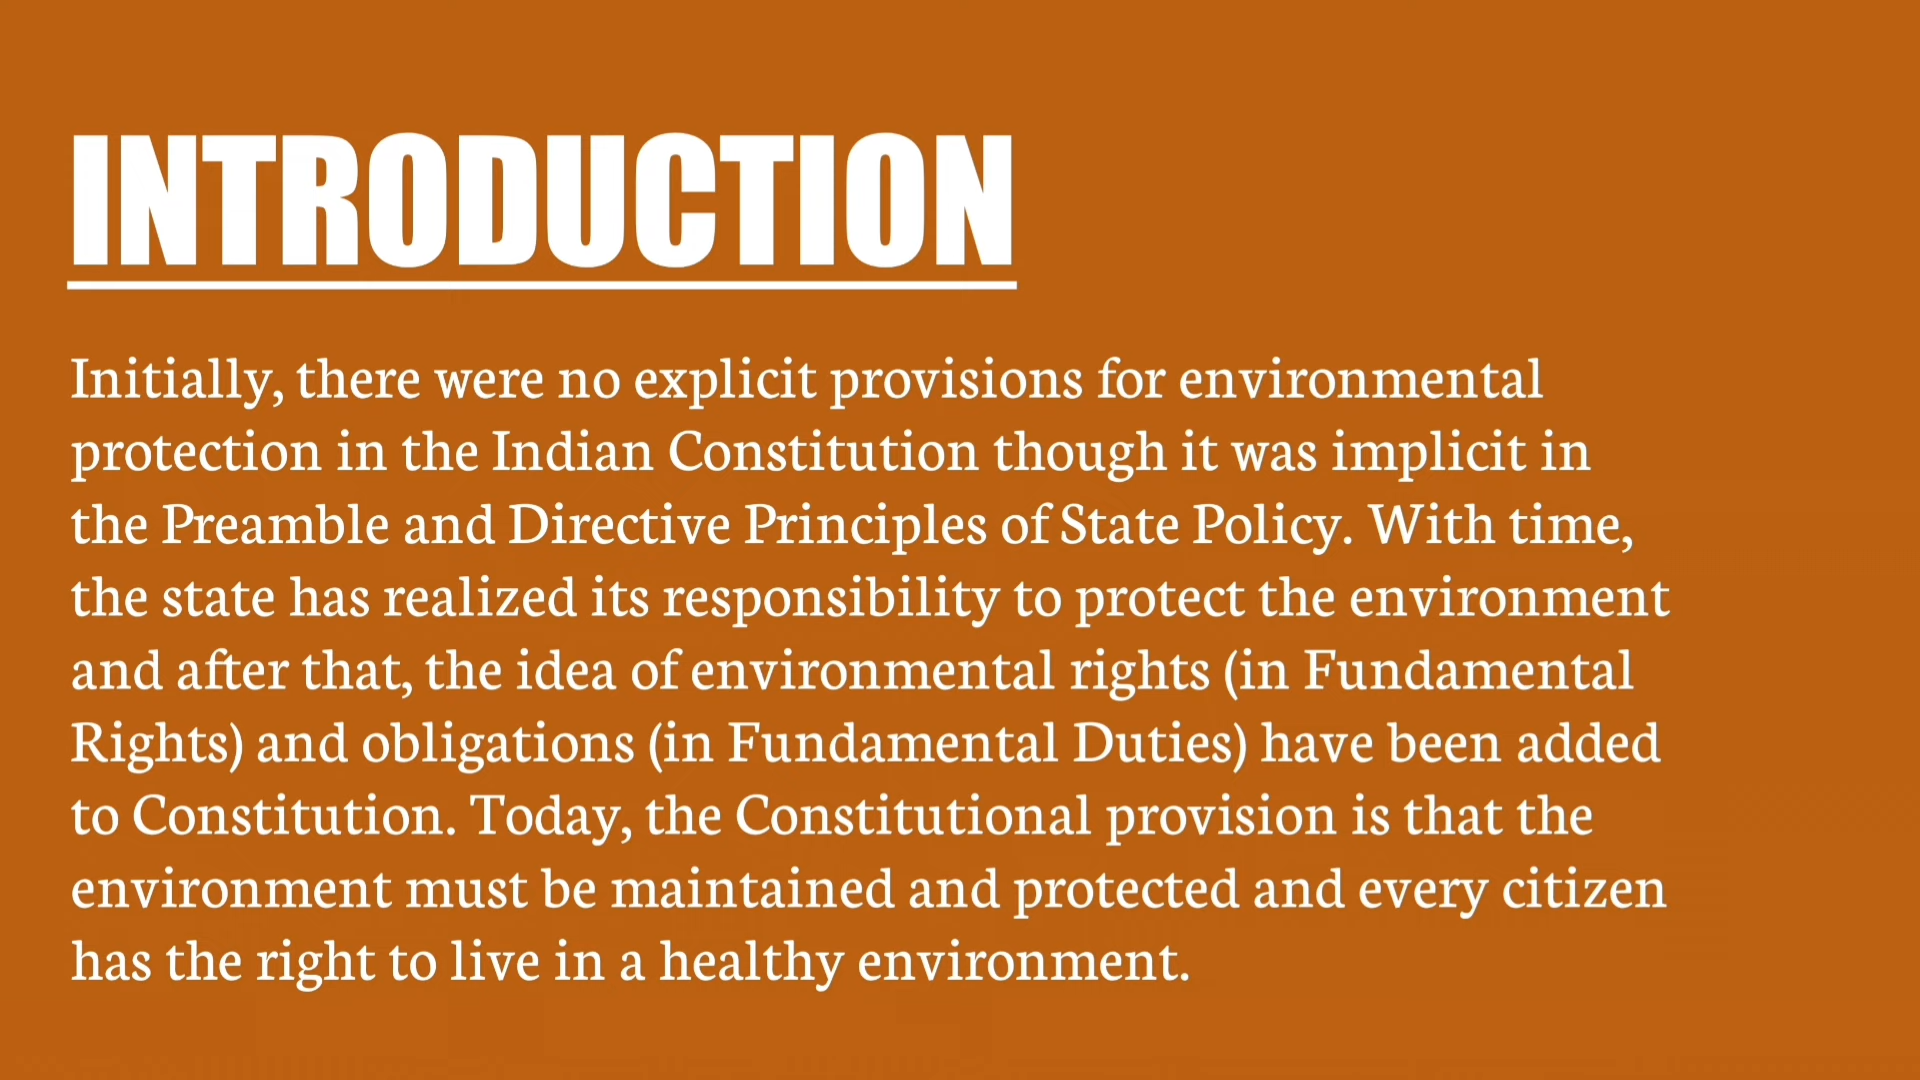 INTRODUCTION
Initially, there were no explicit provisions for environmental
protection in the Indian Constitution though it was implicit in
the Preamble and Directive Principles of State Policy. With time,
the state has realized its responsibility to protect the environment
and after that, the idea of environmental rights (in Fundamental
Rights) and obligations (in Fundamental Duties) have been added
to Constitution. Today, the Constitutional provision is that the
environment must be maintained and protected and every citizen
has the right to live in a healthy environment.